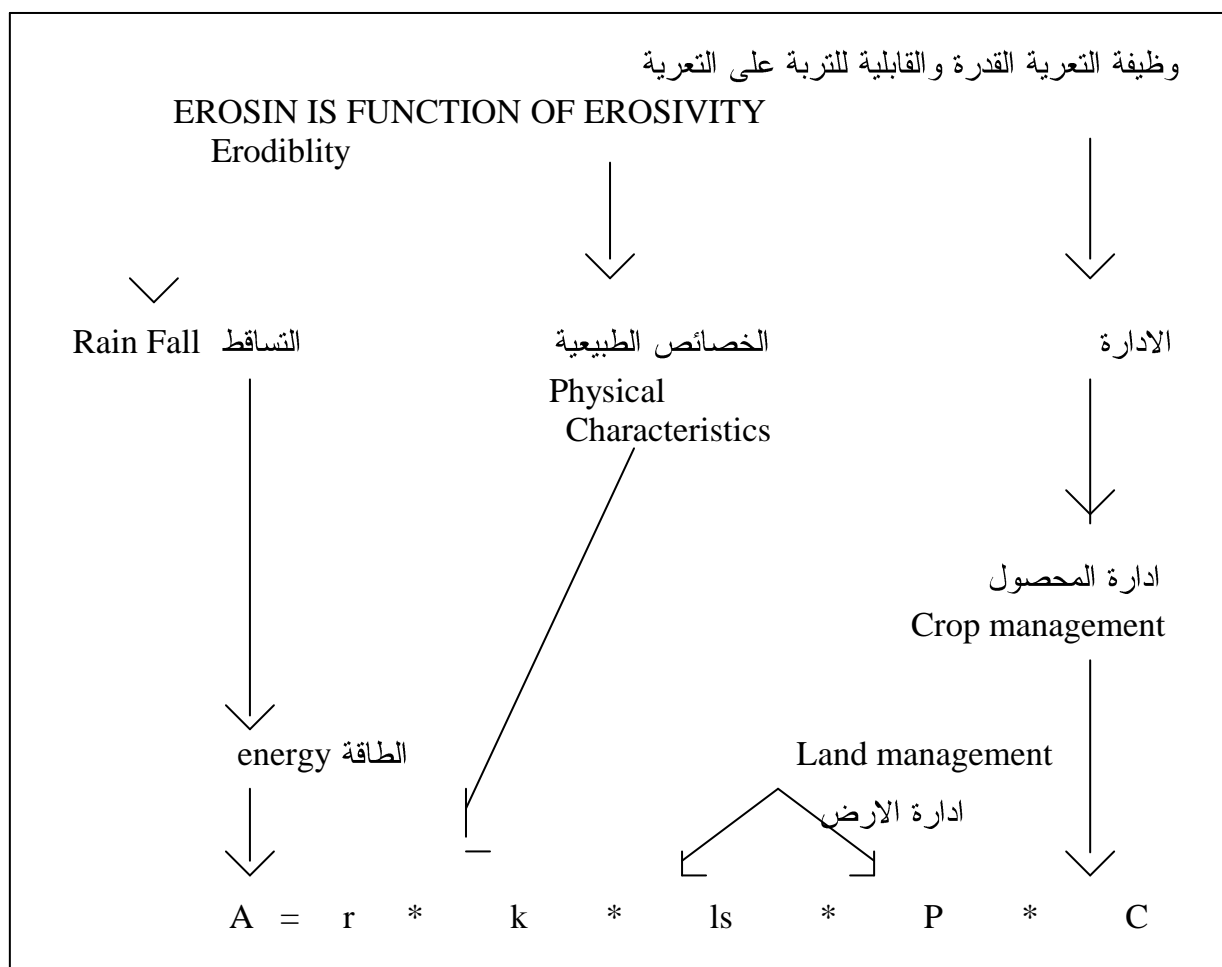 وظيفة التعرية القدرة والقابلية للتربة على التعرية
EROSIN IS FUNCTION OF EROSIVITY
Erodiblity
Rain Fall التساقط
الخصائص الطبيعية
الادارة
Physical
Characteristics
ادارة المحصول
Crop management
energy الطاقة
Land management
ادارة الارض
A = r * k * ls * P * C